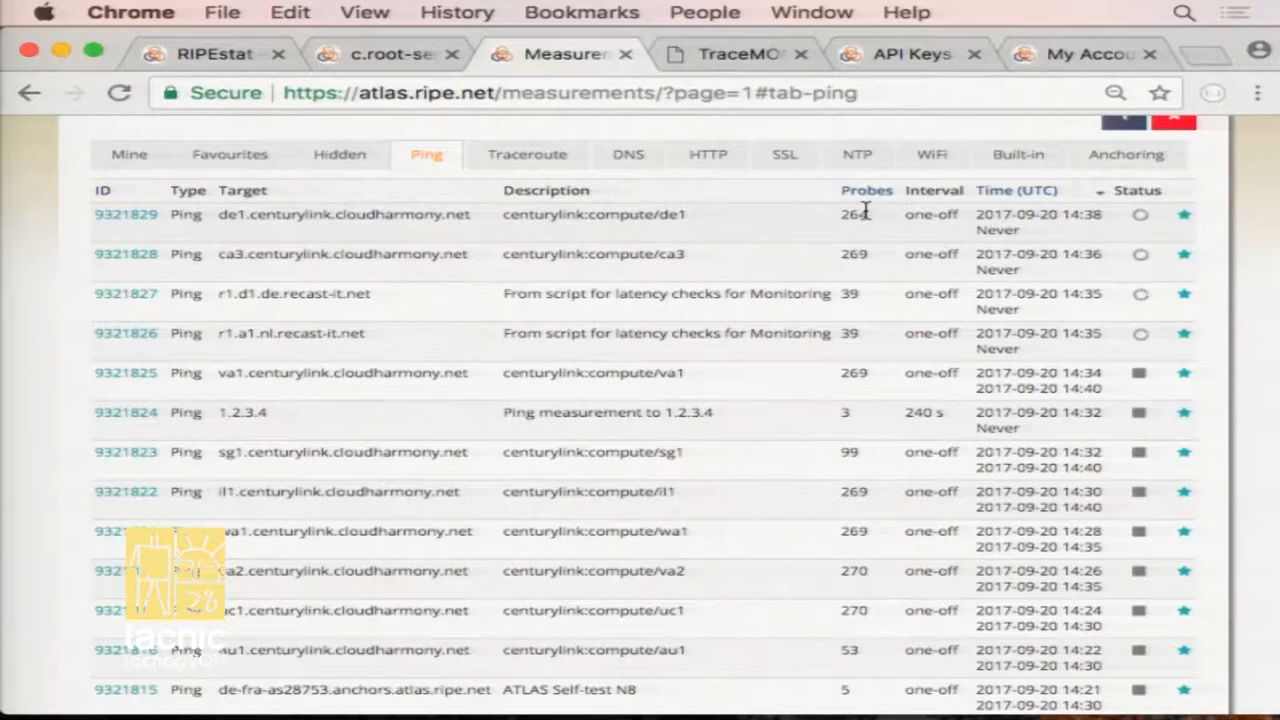 Chrome File Edit View History Bookmarks People Window Help
RIPEstat c.root-se Measurem TraceMO API Keys My Accou
Secure https://atlas.ripe.net/measurements/?page=1#tab-ping
Mine Favourites Hidden Ping Traceroute DNS HTTP SSL NTP WiFi Built-in Anchoring
ID Type Target Description Probes Interval Time (UTC) Status
9321829 Ping de1.centurylink.cloudharmony.net centurylink:compute/de1 264 one-off 2017-09-20 14:38
Never
9321828 Ping ca3.centurylink.cloudharmony.net centurylink:compute/ca3 269 one-off 2017-09-20 14:36
Never
9321827 Ping r1.d1.de.recast-it.net From script for latency checks for Monitoring 39 one-off 2017-09-20 14:35
Never
9321826 Ping r1.a1.nl.recast-it.net From script for latency checks for Monitoring 39 one-off 2017-09-20 14:35
Never
9321825 Ping va1.centurylink.cloudharmony.net centurylink:compute/va1 269 one-off 2017-09-20 14:34
2017-09-20 14:40
9321824 Ping 1.2.3.4 Ping measurement to 1.2.3.4 3 240 s 2017-09-20 14:32
Never
9321823 Ping sg1.centurylink.cloudharmony.net centurylink:compute/sg1 99 one-off 2017-09-20 14:32
2017-09-20 14:40
9321822 Ping il1.centurylink.cloudharmony.net centurylink:compute/il1 269 one-off 2017-09-20 14:30
2017-09-20 14:40
wa1.centurylink.cloudharmony.net centurylink:compute/wa1 269 one-off 2017-09-20 14:28
2017-09-20 14:35
va2.centurylink.cloudharmony.net centurylink:compute/va2 270 one-off 2017-09-20 14:26
2017-09-20 14:35
uc1.centurylink.cloudharmony.net centurylink:compute/uc1 270 one-off 2017-09-20 14:24
2017-09-20 14:30
au1.centurylink.cloudharmony.net centurylink:compute/au1 53 one-off 2017-09-20 14:22
2017-09-20 14:30
9321815 Ping de-fra-as28753.anchors.atlas.ripe.net ATLAS Self-test N8 5 one-off 2017-09-20 14:21
2017-09-20 14:30
28
lacnic